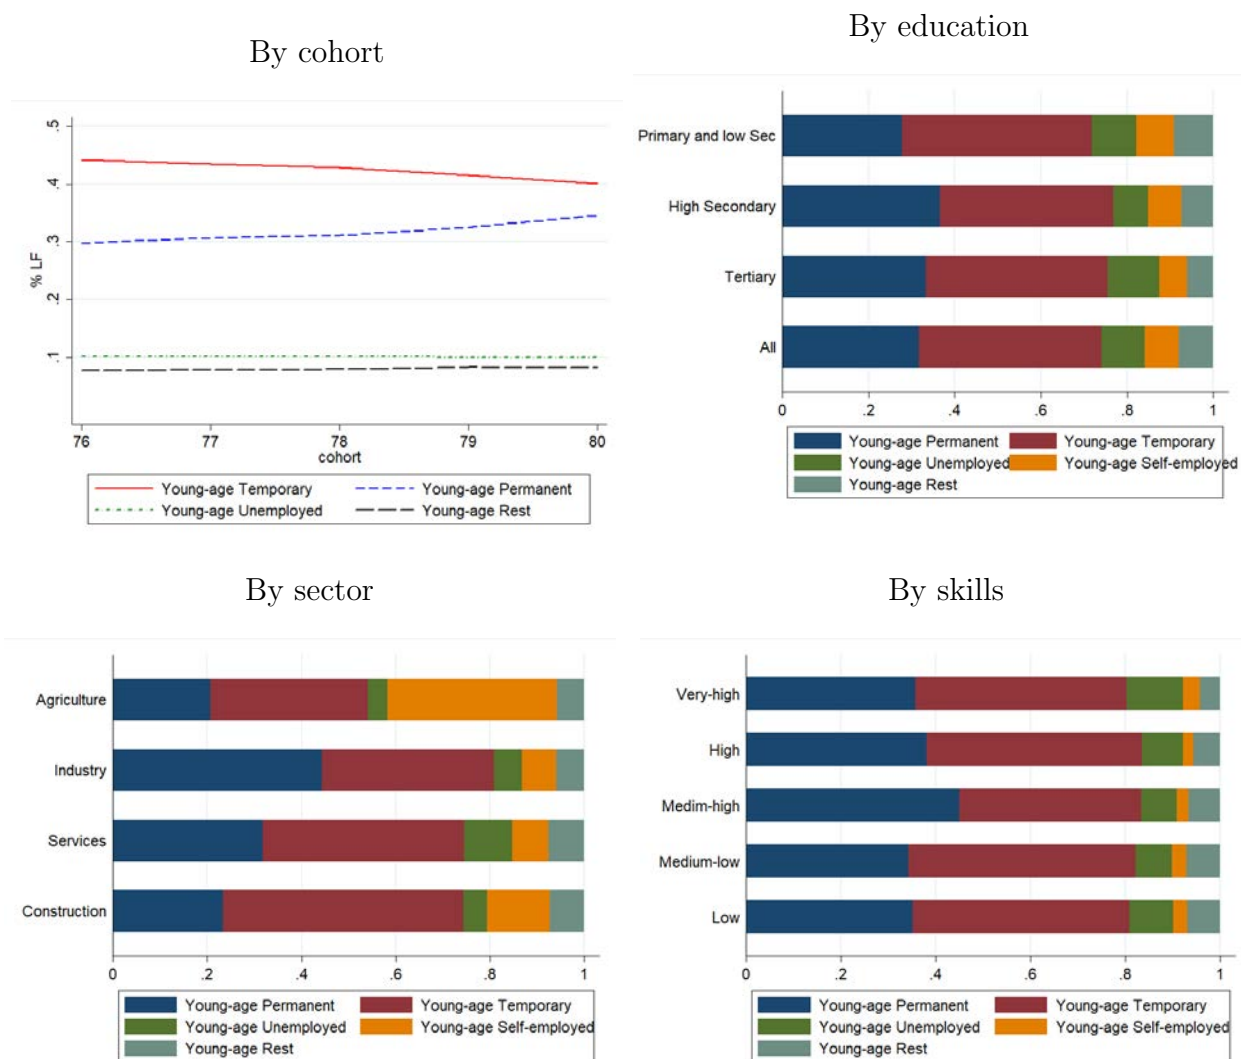 By cohort
% LF
.5
.4
.3
.2
.1
76 77 78 79 80
cohort
Young-age Temporary Young-age Permanent
Young-age Unemployed Young-age Rest
By education
Primary and low Sec
High Secondary
Tertiary
All
0 .2 .4 .6 .8 1
Young-age Permanent Young-age Temporary
Young-age Unemployed Young-age Self-employed
Young-age Rest
By sector
Agriculture
Industry
Services
Construction
0 .2 .4 .6 .8 1
Young-age Permanent Young-age Temporary
Young-age Unemployed Young-age Self-employed
Young-age Rest
By skills
Very-high
High
Medim-high
Medium-low
Low
0 .2 .4 .6 .8 1
Young-age Permanent Young-age Temporary
Young-age Unemployed Young-age Self-employed
Young-age Rest